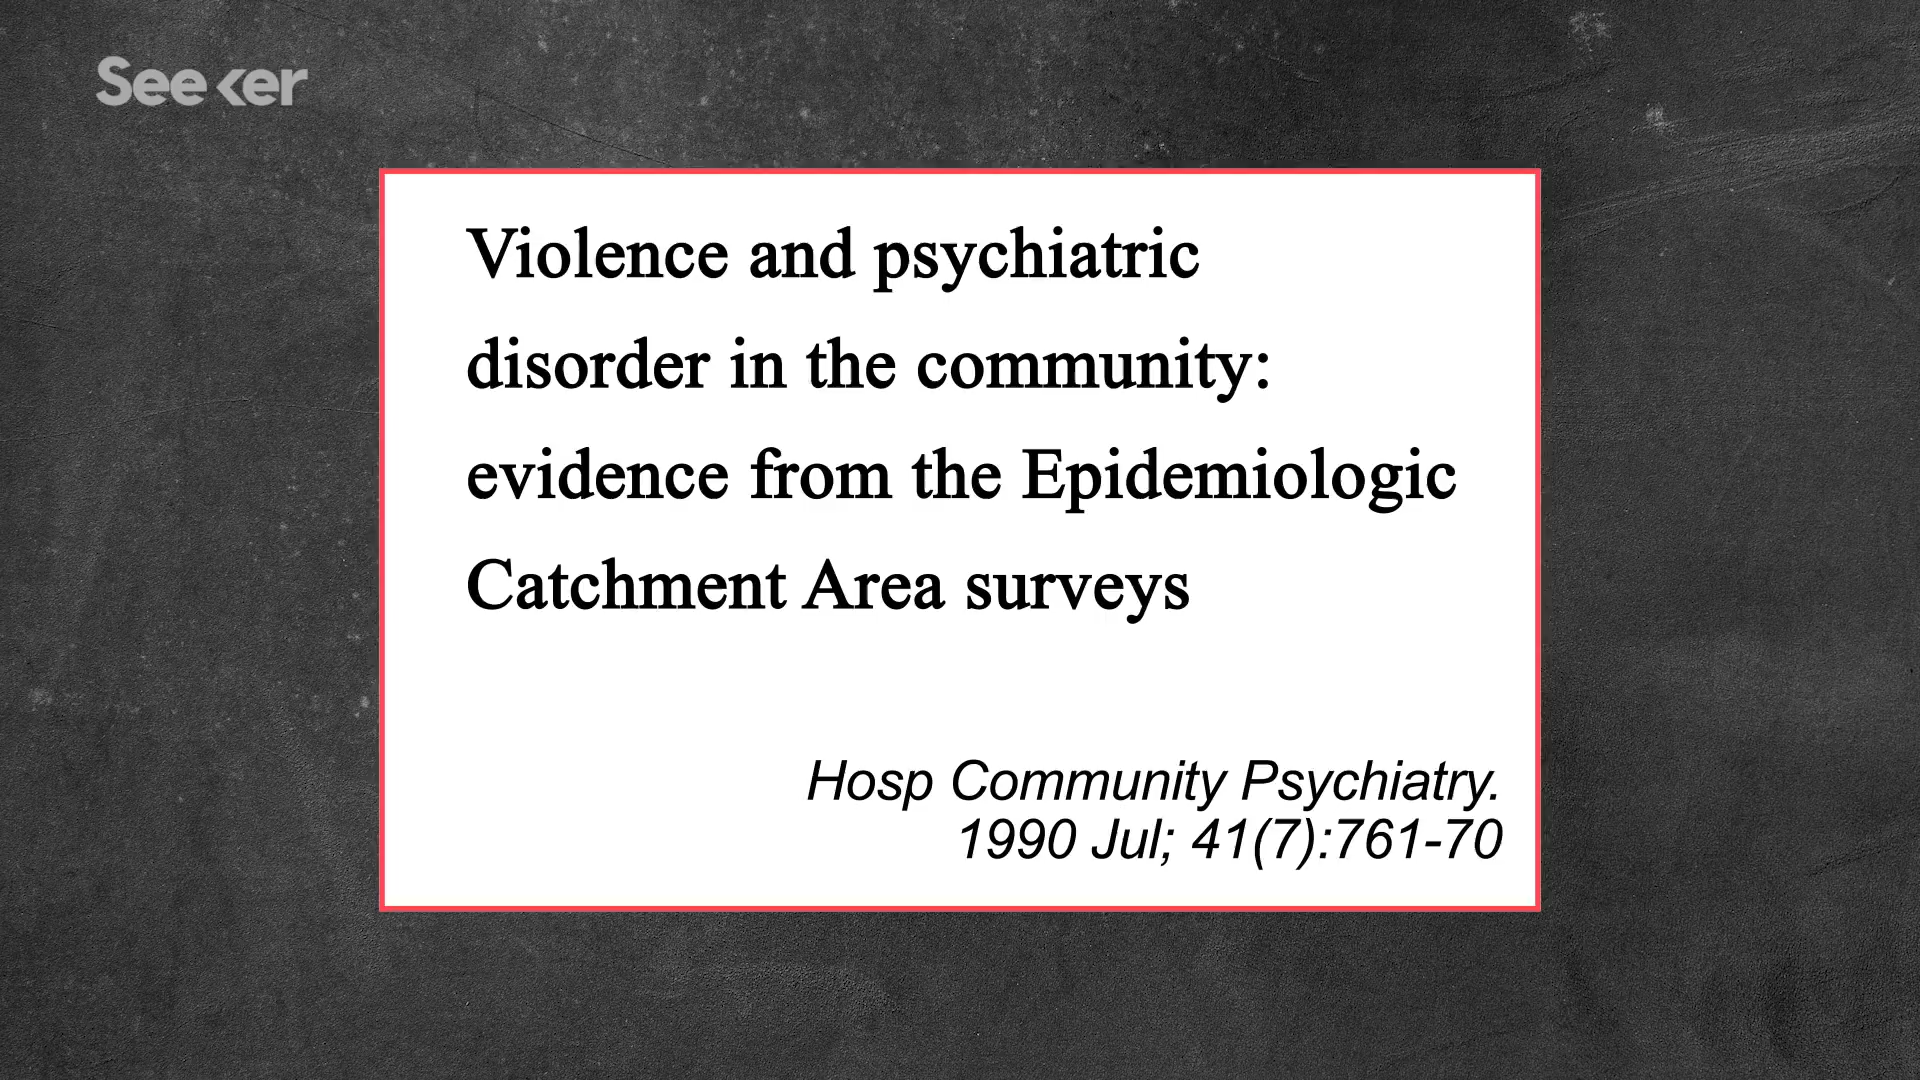 Seeker
Violence and psychiatric
disorder in the community:
evidence from the Epidemiologic
Catchment Area surveys
Hosp Community Psychiatry.
1990 Jul; 41(7):761-70